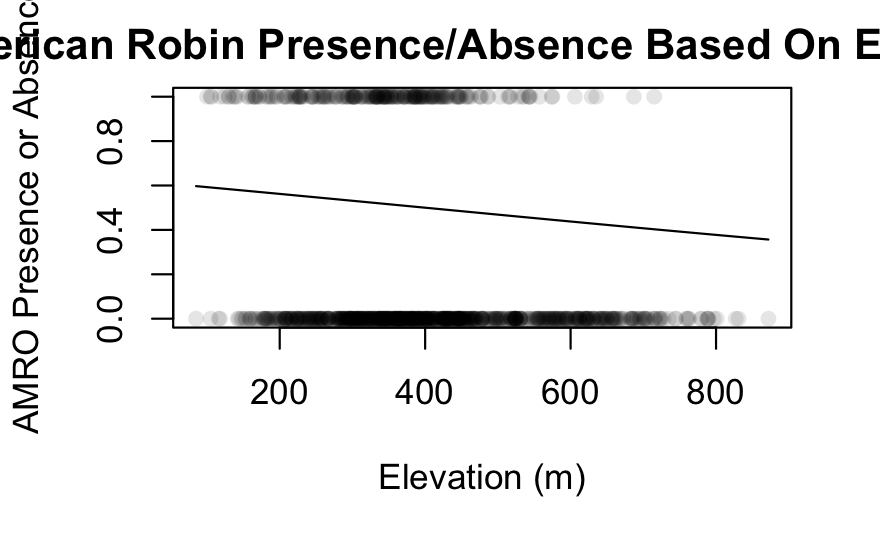 erican Robin Presence/Absence Based On E
AMRO Presence or Absenc
0.8
0.4
0.0
200 400 600 800
Elevation (m)